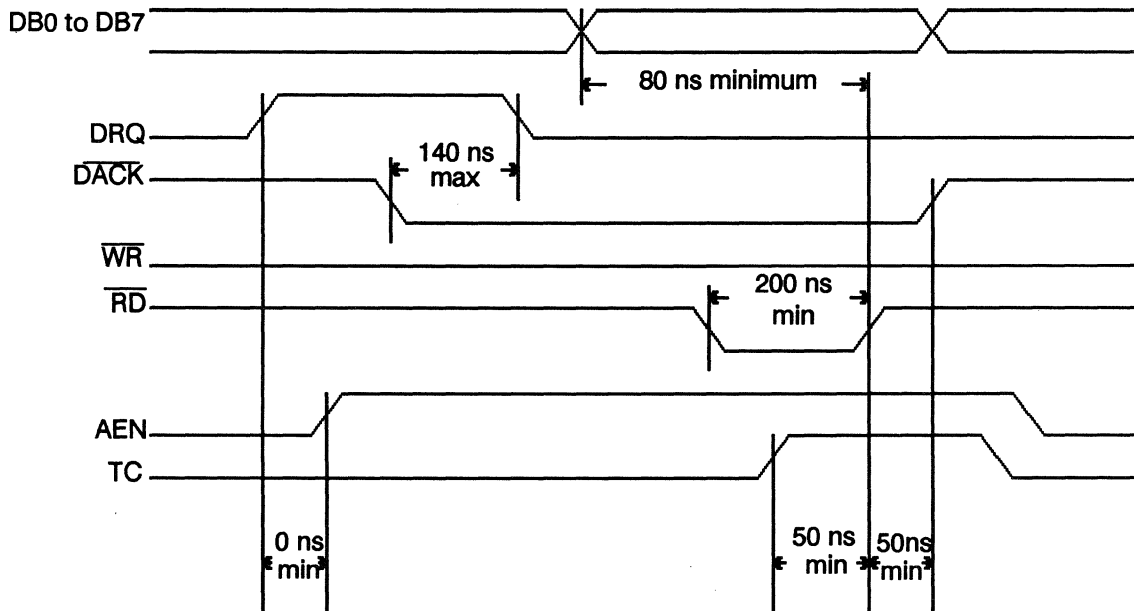 DB0 to DB7
80 ns minimum
DRQ
140 ns
max
DACK
WR
200 ns
min
RD
AEN
TC
0 ns
min
50 ns
min
50ns
min